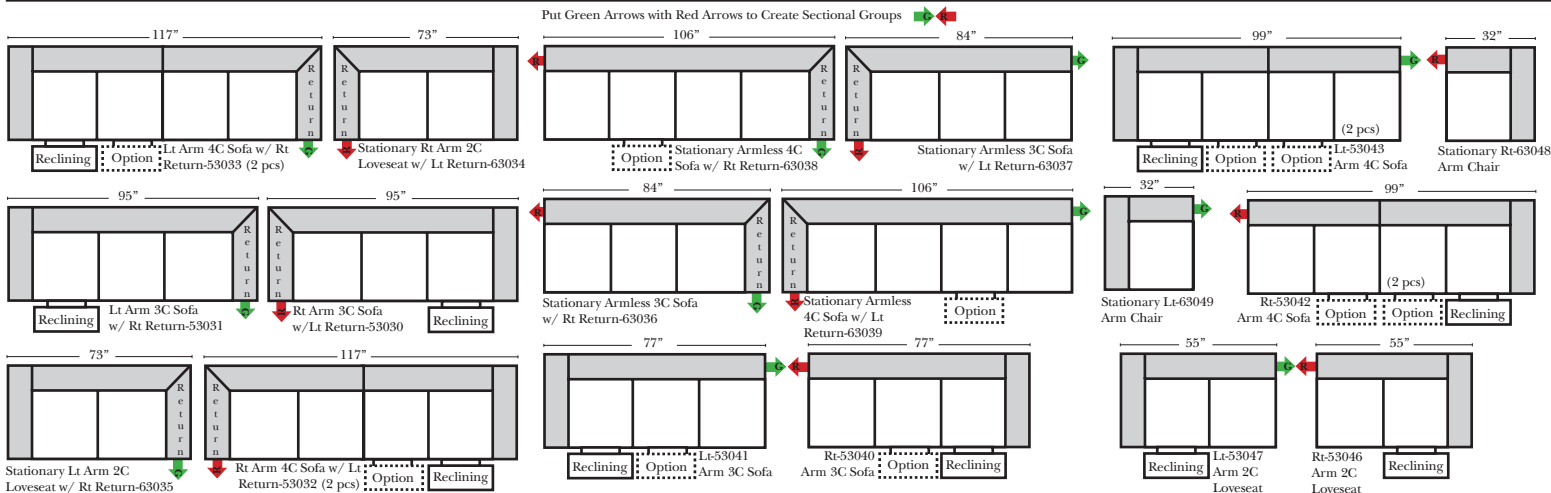 Put Green Arrows with Red Arrows to Create Sectional Groups G R
117”
Return
Reclining
Option
Lt Arm 4C Sofa w/ Rt
Return-53033 (2 pcs)
G
73”
Return
R
Stationary Rt Arm 2C
Loveseat w/ Lt Return-63034
106”
R
Return
Option
Stationary Armless 4C
Sofa w/ Rt Return-63038
G
84”
G
Return
R
Stationary Armless 3C Sofa
w/ Lt Return-63037
99”
G
(2 pcs)
Reclining
Option
Option
Lt-53043
Arm 4C Sofa
32”
R
Stationary Rt-63048
Arm Chair
95”
Return
Reclining
Lt Arm 3C Sofa
w/ Rt Return-53031
G
95”
Return
R
Rt Arm 3C Sofa
w/Lt Return-53030
Reclining
84”
R
Return
Stationary Armless 3C Sofa
w/ Rt Return-63036
G
106”
G
Return
R
Stationary Armless
4C Sofa w/ Lt
Return-63039
Option
32”
G
Stationary Lt-63049
Arm Chair
99”
R
(2 pcs)
Rt-53042
Arm 4C Sofa
Option
Option
Reclining
73”
Return
Stationary Lt Arm 2C
Loveseat w/ Rt Return-63035
G
117”
Return
R
Rt Arm 4C Sofa w/ Lt
Return-53032 (2 pcs)
Option
Reclining
77”
G
Reclining
Option
Lt-53041
Arm 3C Sofa
77”
R
Rt-53040
Arm 3C Sofa
Option
Reclining
55”
G
Reclining
Lt-53047
Arm 2C
Loveseat
55”
R
Rt-53046
Arm 2C
Loveseat
Reclining